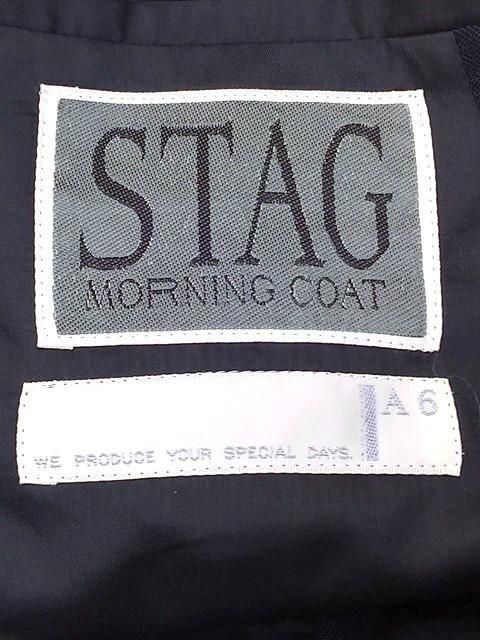 STAG
MORNING COAT
A 6
WE PRODUCE YOUR SPECIAL DAYS.